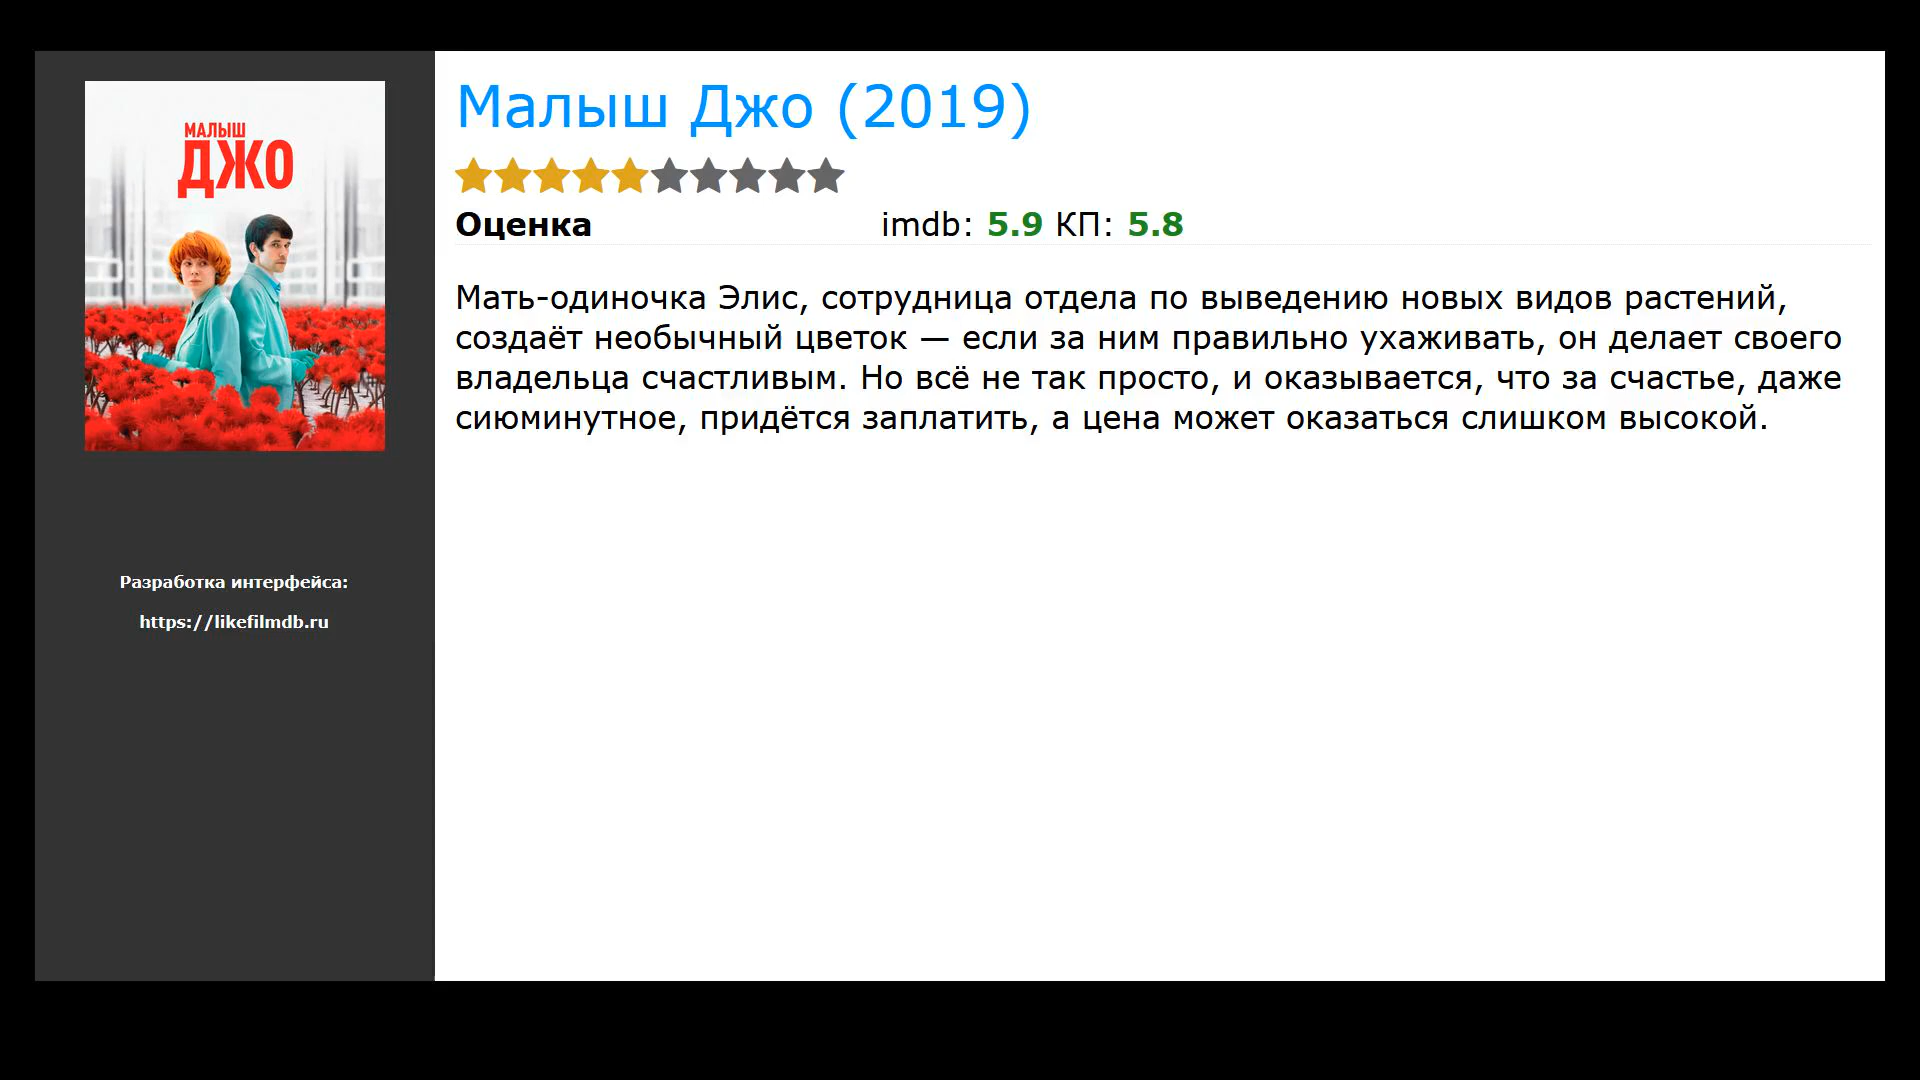 МАЛЫШ
ДЖО
Разработка интерфейса:
https://likefilmdb.ru
Малыш Джо (2019)
Оценка imdb: 5.9 КП: 5.8
Мать-одиночка Элис, сотрудница отдела по выведению новых видов растений,
создаёт необычный цветок — если за ним правильно ухаживать, он делает своего
владельца счастливым. Но всё не так просто, и оказывается, что за счастье, даже
сиюминутное, придётся заплатить, а цена может оказаться слишком высокой.